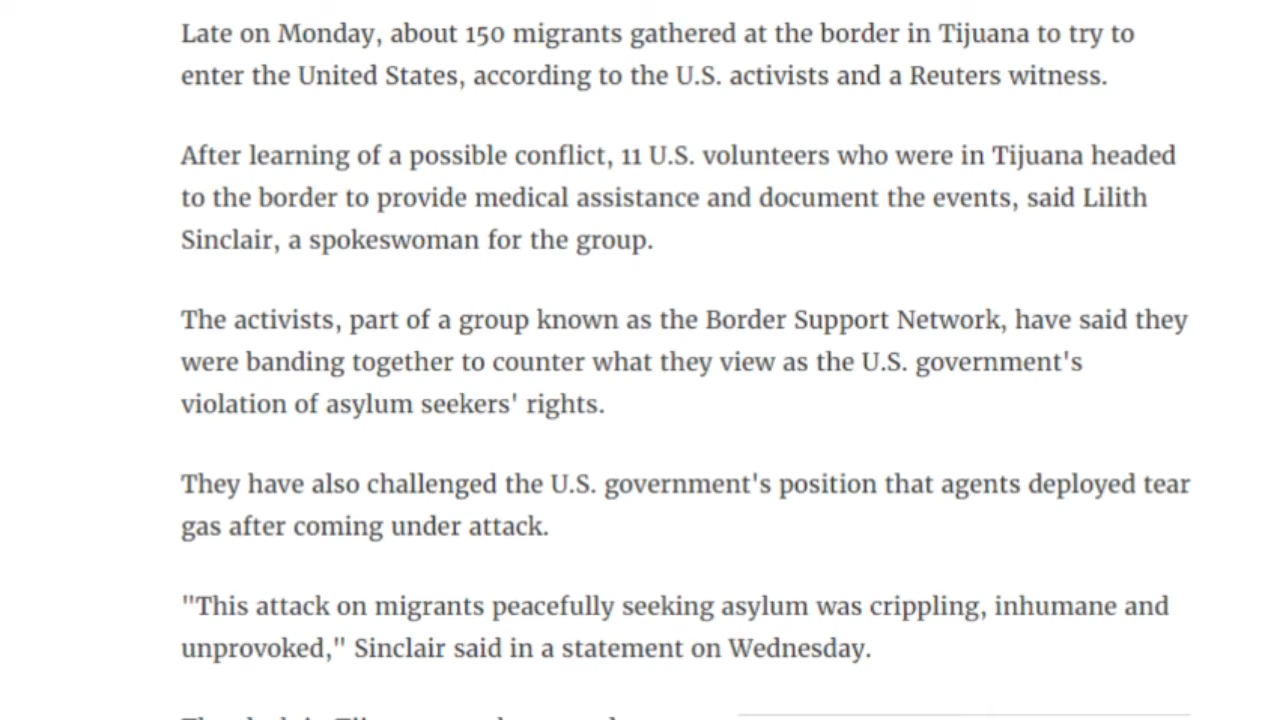 Late on Monday, about 150 migrants gathered at the border in Tijuana to try to
enter the United States, according to the U.S. activists and a Reuters witness.
After learning of a possible conflict, 11 U.S. volunteers who were in Tijuana headed
to the border to provide medical assistance and document the events, said Lilith
Sinclair, a spokeswoman for the group.
The activists, part of a group known as the Border Support Network, have said they
were banding together to counter what they view as the U.S. government's
violation of asylum seekers' rights.
They have also challenged the U.S. government's position that agents deployed tear
gas after coming under attack.
"This attack on migrants peacefully seeking asylum was crippling, inhumane and
unprovoked," Sinclair said in a statement on Wednesday.